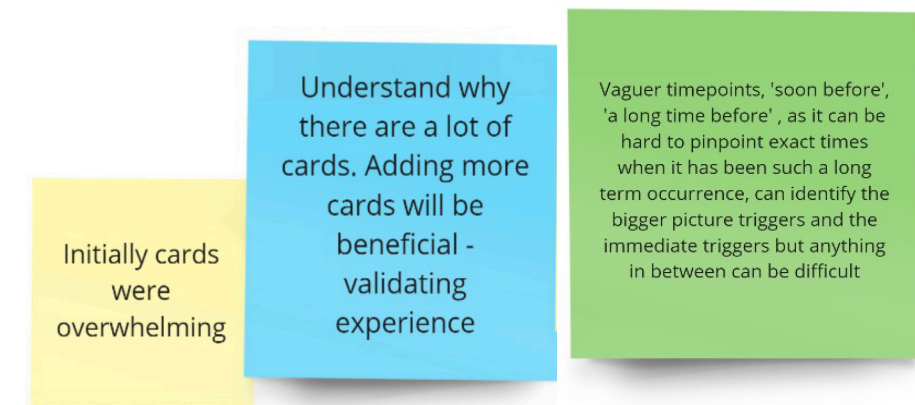 Initially cards
were
overwhelming
Understand why
there are a lot of
cards. Adding more
cards will be
beneficial -
validating
experience
Vaguer timepoints, 'soon before',
'a long time before' , as it can be
hard to pinpoint exact times
when it has been such a long
term occurrence, can identify the
bigger picture triggers and the
immediate triggers but anything
in between can be difficult